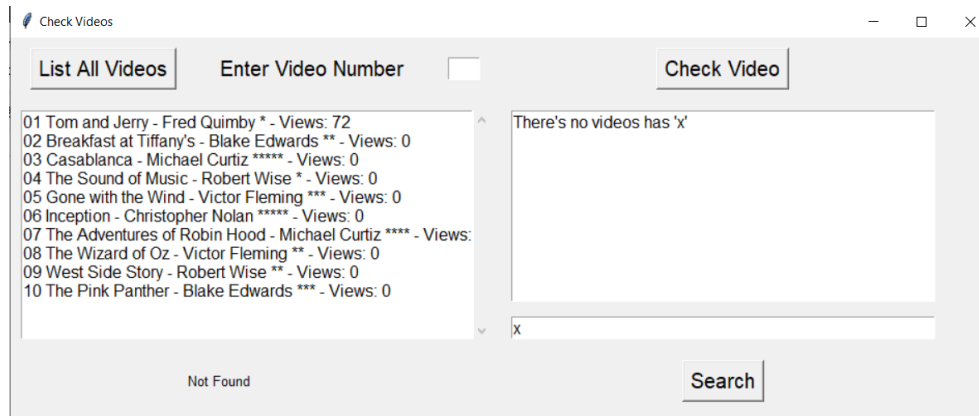 Check Videos
List All Videos
Enter Video Number
Check Video
01 Tom and Jerry - Fred Quimby * - Views: 72
02 Breakfast at Tiffany's - Blake Edwards ** - Views: 0
03 Casablanca - Michael Curtiz ***** - Views: 0
04 The Sound of Music - Robert Wise * - Views: 0
05 Gone with the Wind - Victor Fleming *** - Views: 0
06 Inception - Christopher Nolan ***** - Views: 0
07 The Adventures of Robin Hood - Michael Curtiz **** - Views:
08 The Wizard of Oz - Victor Fleming ** - Views: 0
09 West Side Story - Robert Wise ** - Views: 0
10 The Pink Panther - Blake Edwards *** - Views: 0
There's no videos has 'x'
x
Not Found
Search